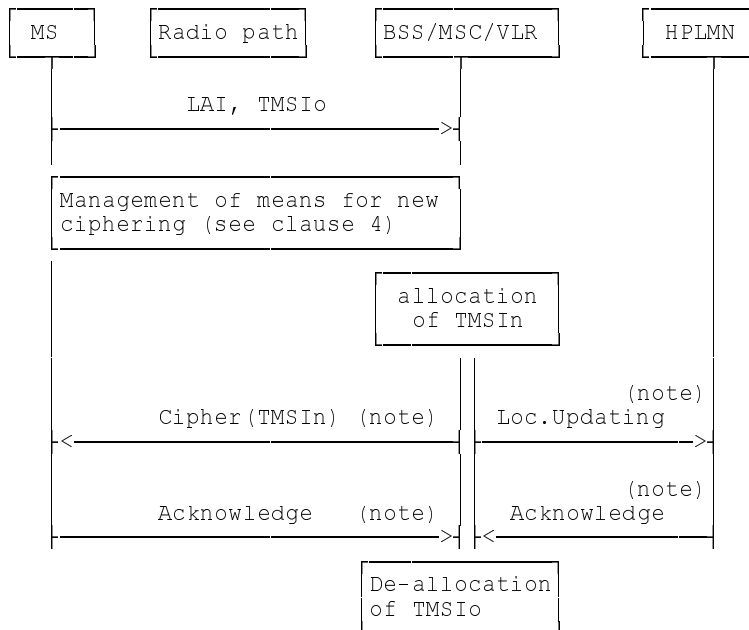 MS
Radio path
BSS/MSC/VLR
HPLMN
LAI, TMSIo
Management of means for new
ciphering (see clause 4)
allocation
of TMSIn
(note)
Cipher(TMSIn) (note)
Loc.Updating
(note)
Acknowledge (note)
Acknowledge
De-allocation
of TMSIo